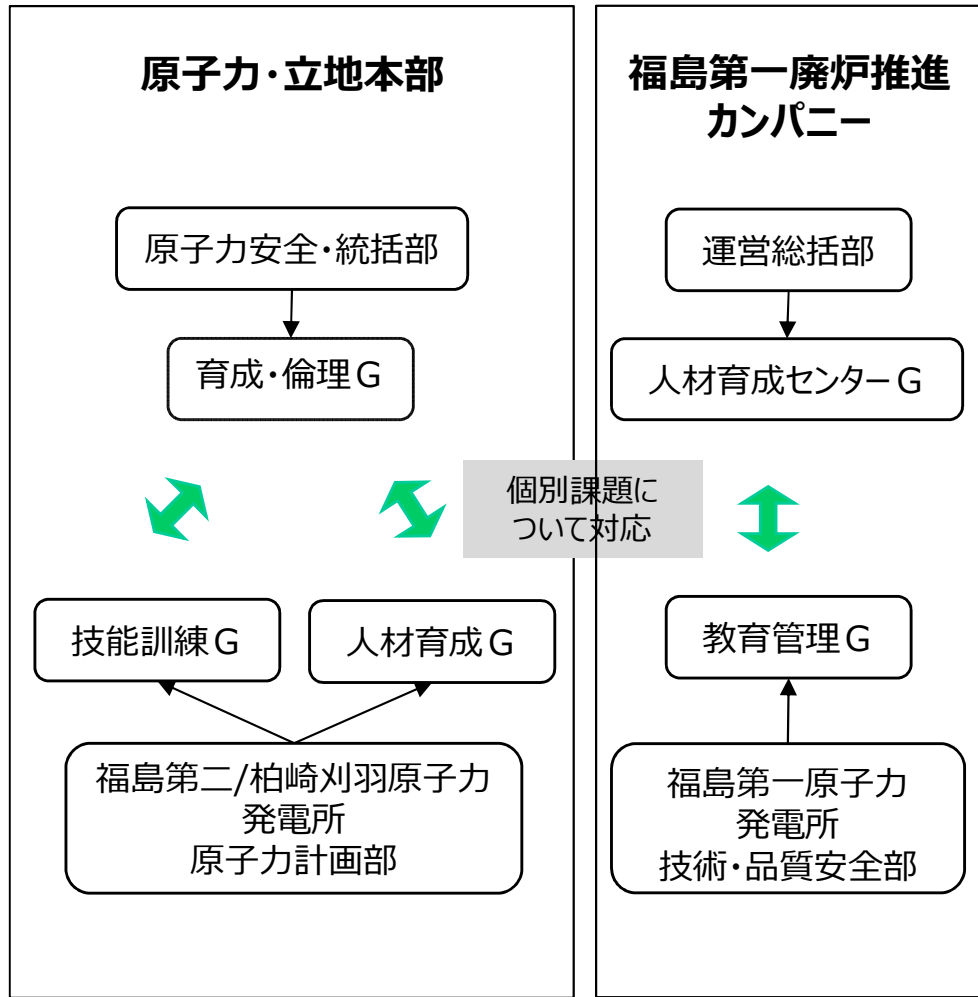 原子力・立地本部
福島第一廃炉推進
カンパニー
原子力安全・統括部
運営総括部
育成・倫理G
人材育成センターG
個別課題に
ついて対応
技能訓練G
人材育成G
教育管理G
福島第二/柏崎刈羽原子力
発電所
原子力計画部
福島第一原子力
発電所
技術・品質安全部